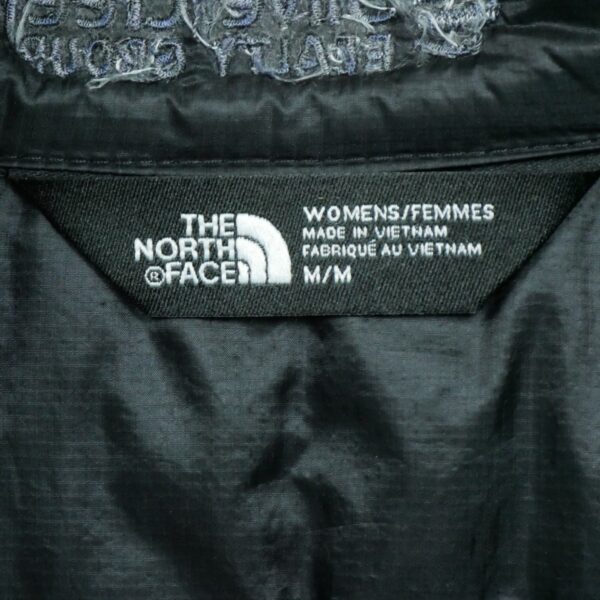 THE
NORTH
®FACE
WOMENS/FEMMES
MADE IN VIETNAM
FABRIQUÉ AU VIETNAM
M/M